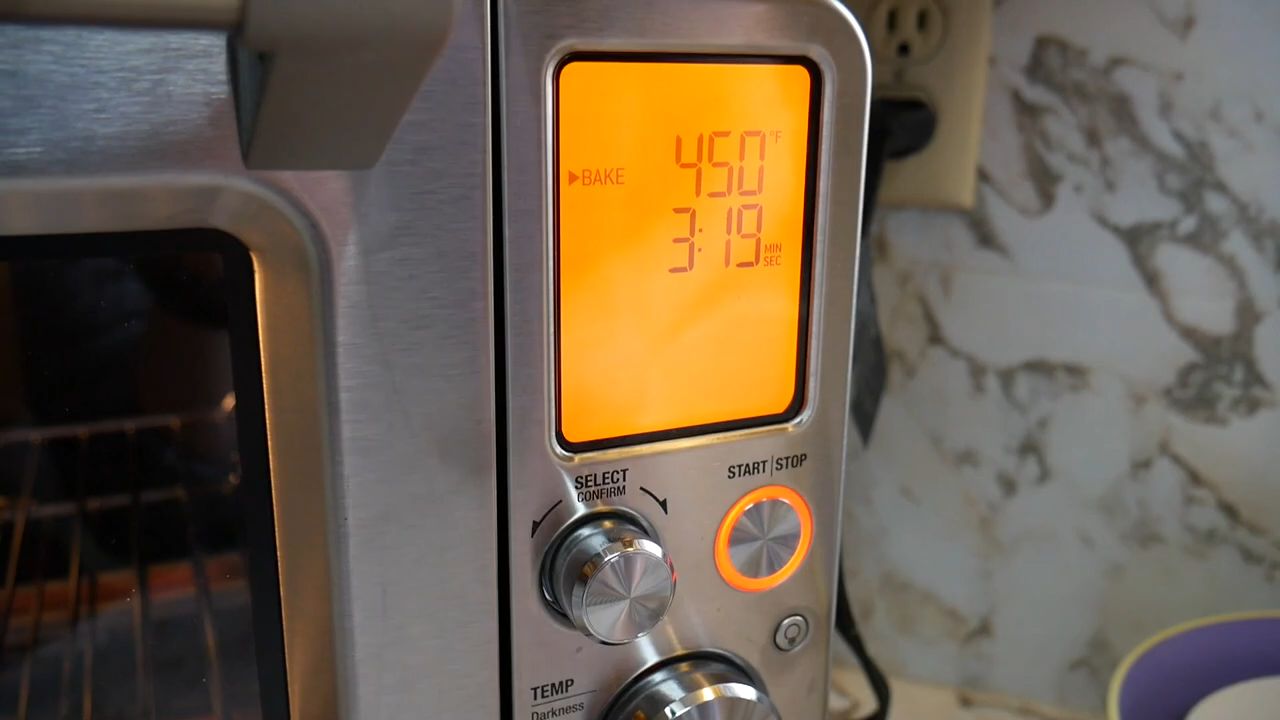 450 °F
▶BAKE
3:19 MIN SEC
SELECT
CONFIRM
START|STOP
TEMP
Darkness